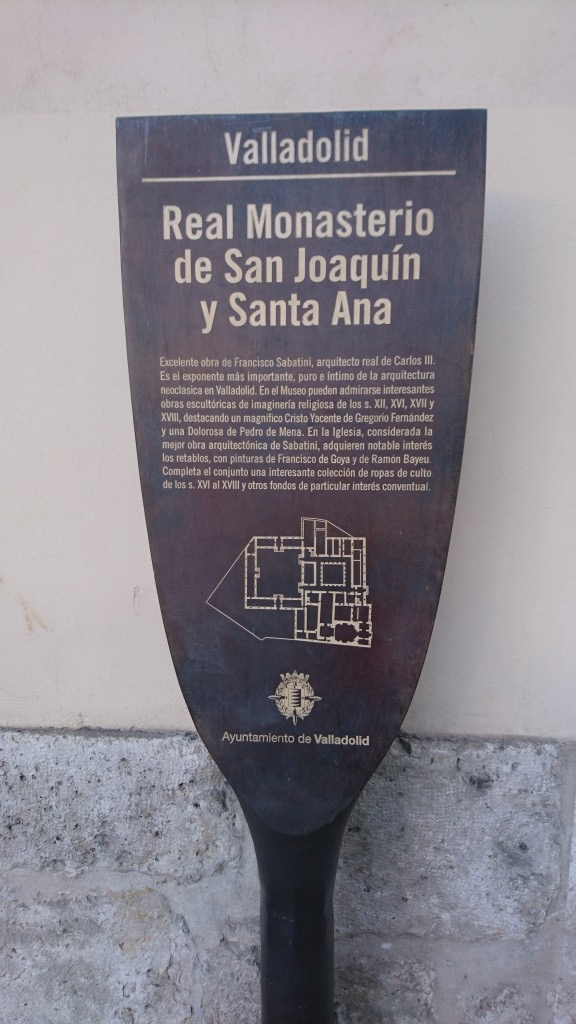 Valladolid
Real Monasterio
de San Joaquín
y Santa Ana
Excelente obra de Francisco Sabatini, arquitecto real de Carlos III.
Es el exponente más importante, puro e íntimo de la arquitectura
neoclasica en Valladolid. En el Museo pueden admirarse interesantes
obras escultóricas de imaginería religiosa de los s. XII, XVI, XVII y
XVIII, destacando un magnífico Cristo Yacente de Gregorio Fernández
y una Dolorosa de Pedro de Mena. En la Iglesia, considerada la
mejor obra arquitectónica de Sabatini, adquieren notable interés
los retablos, con pinturas de Francisco de Goya y de Ramón Bayeu.
Completa el conjunto una interesante colección de ropas de culto
de los s. XVI al XVIII y otros fondos de particular interés conventual.
Ayuntamiento de Valladolid